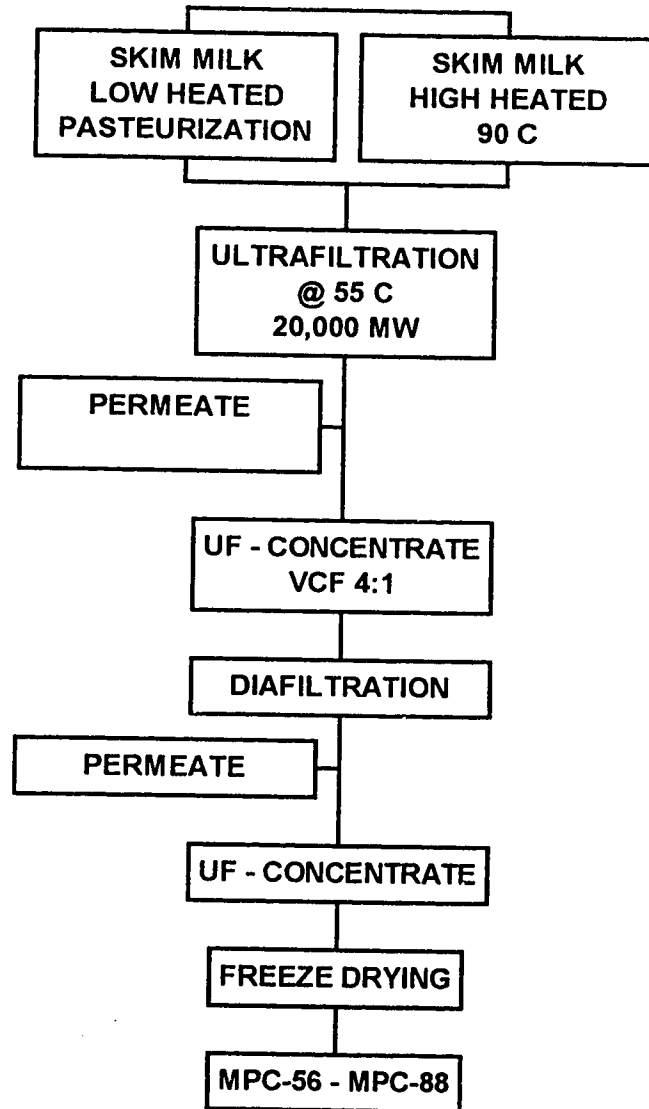 SKIM MILK
LOW HEATED
PASTEURIZATION
SKIM MILK
HIGH HEATED
90 C
ULTRAFILTRATION
@ 55 C
20,000 MW
PERMEATE
UF - CONCENTRATE
VCF 4:1
DIAFILTRATION
PERMEATE
UF - CONCENTRATE
FREEZE DRYING
MPC-56 - MPC-88